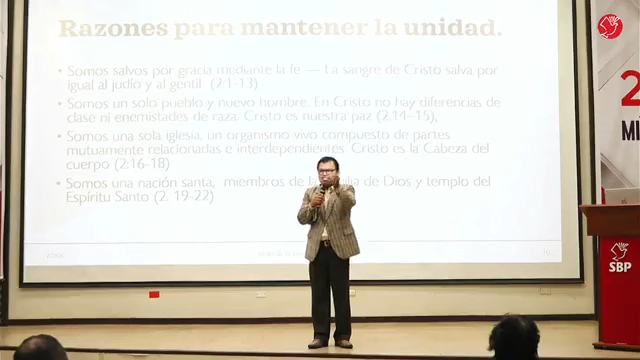 Razones para mantener la unidad.
• Somos salvos por gracia mediante la fe — La sangre de Cristo salva por
igual al judío y al gentil (2:1-13)
• Somos un solo pueblo y nuevo hombre. En Cristo no hay diferencias de
clase ni enemistades de raza. Cristo es nuestra paz (2.14–15),
• Somos una sola iglesia, un organismo vivo compuesto de partes
mutuamente relacionadas e interdependientes. Cristo es la Cabeza del
cuerpo (2:16-18)
• Somos una nación santa, miembros de la familia de Dios y templo del
Espíritu Santo (2. 19-22)
2
MI
SBP